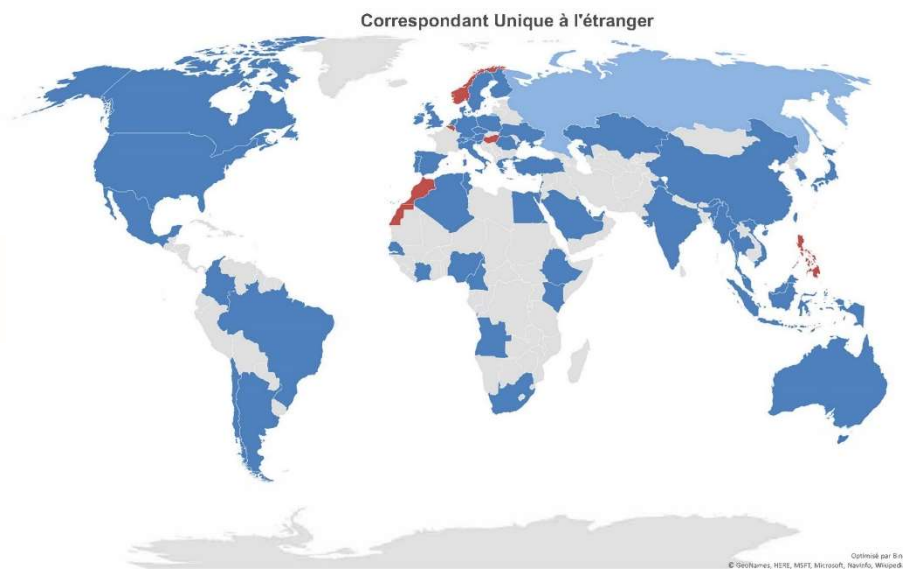 Correspondant Unique à l'étranger
Optimisé par Bin
© GeoNames, HERE, MSFT, Microsoft, NavInfo, Wikipedi